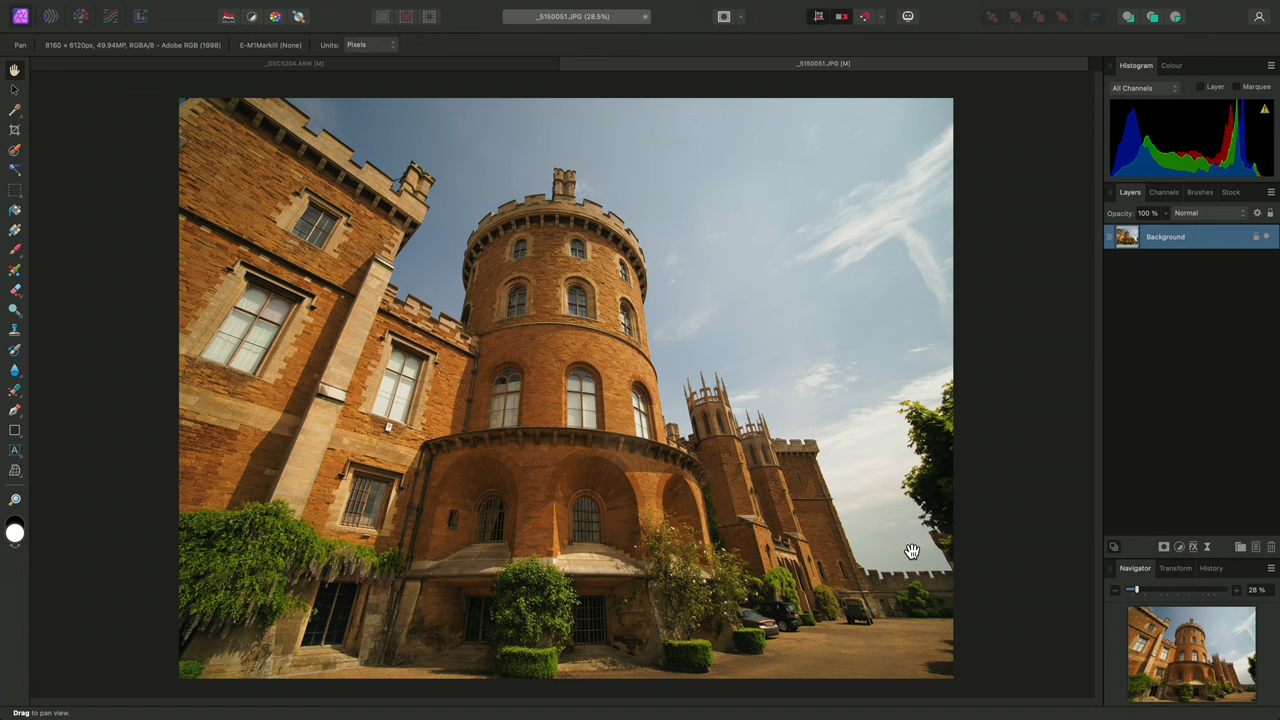 _5150051.JPG (28.5%)
Pan
8160 × 6120px, 49.94MP, RGBA/8 - Adobe RGB (1998)
E-M1MarkIII (None)
Units:
Pixels
_DSC5204.ARW [M]
_5150051.JPG [M]
Histogram
Colour
All Channels
Layer
Marquee
Layers
Channels
Brushes
Stock
Opacity:
100 %
Normal
Background
Navigator
Transform
History
28 %
Drag to pan view.